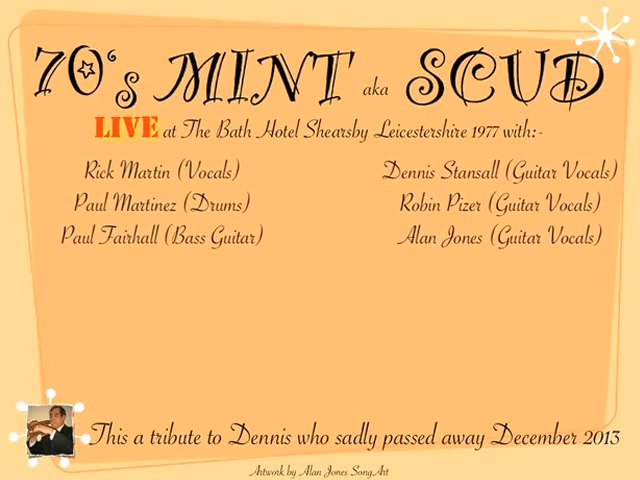 70's MINT aka SCUD
LIVE at The Bath Hotel Shearsby Leicestershire 1977 with:-
Rick Martin (Vocals)
Paul Martinez (Drums)
Paul Fairhall (Bass Guitar)
Dennis Stansall (Guitar Vocals)
Robin Pizer (Guitar Vocals)
Alan Jones (Guitar Vocals)
This a tribute to Dennis who sadly passed away December 2013
Artwork by Alan Jones SongArt